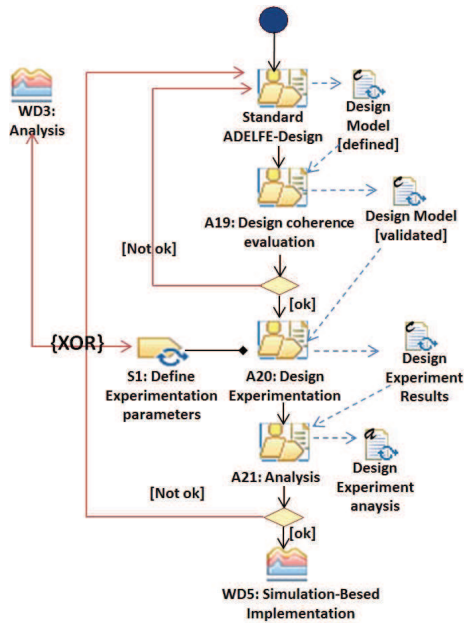 WD3:
Analysis
Standard
ADELFE-Design
Design
Model
[defined]
A19: Design coherence
evaluation
Design Model
[validated]
[Not ok]
[ok]
{XOR}
S1: Define
Experimentation
parameters
A20: Design
Experimentation
Design
Experiment
Results
A21: Analysis
Design
Experiment
anaysis
[Not ok]
[ok]
WD5: Simulation-Besed
Implementation